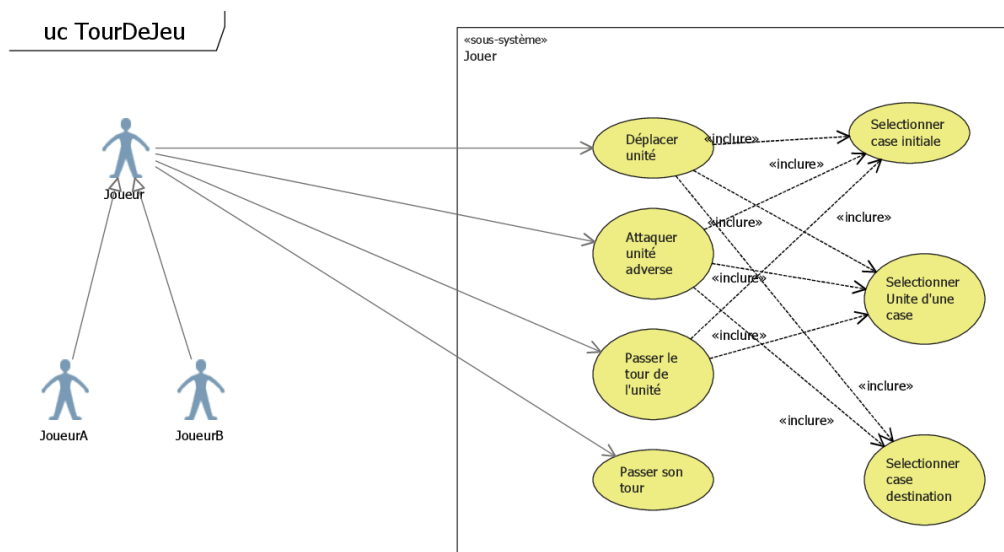 uc TourDeJeu
«sous-système»
Jouer
Joueur
JoueurA
JoueurB
Déplacer
unité
Attaquer
unité
adverse
Passer le
tour de
l'unité
Passer son
tour
«inclure»
«inclure»
«inclure»
«inclure»
«inclure»
«inclure»
«inclure»
«inclure»
Selectionner
case initiale
Selectionner
Unite d'une
case
Selectionner
case
destination